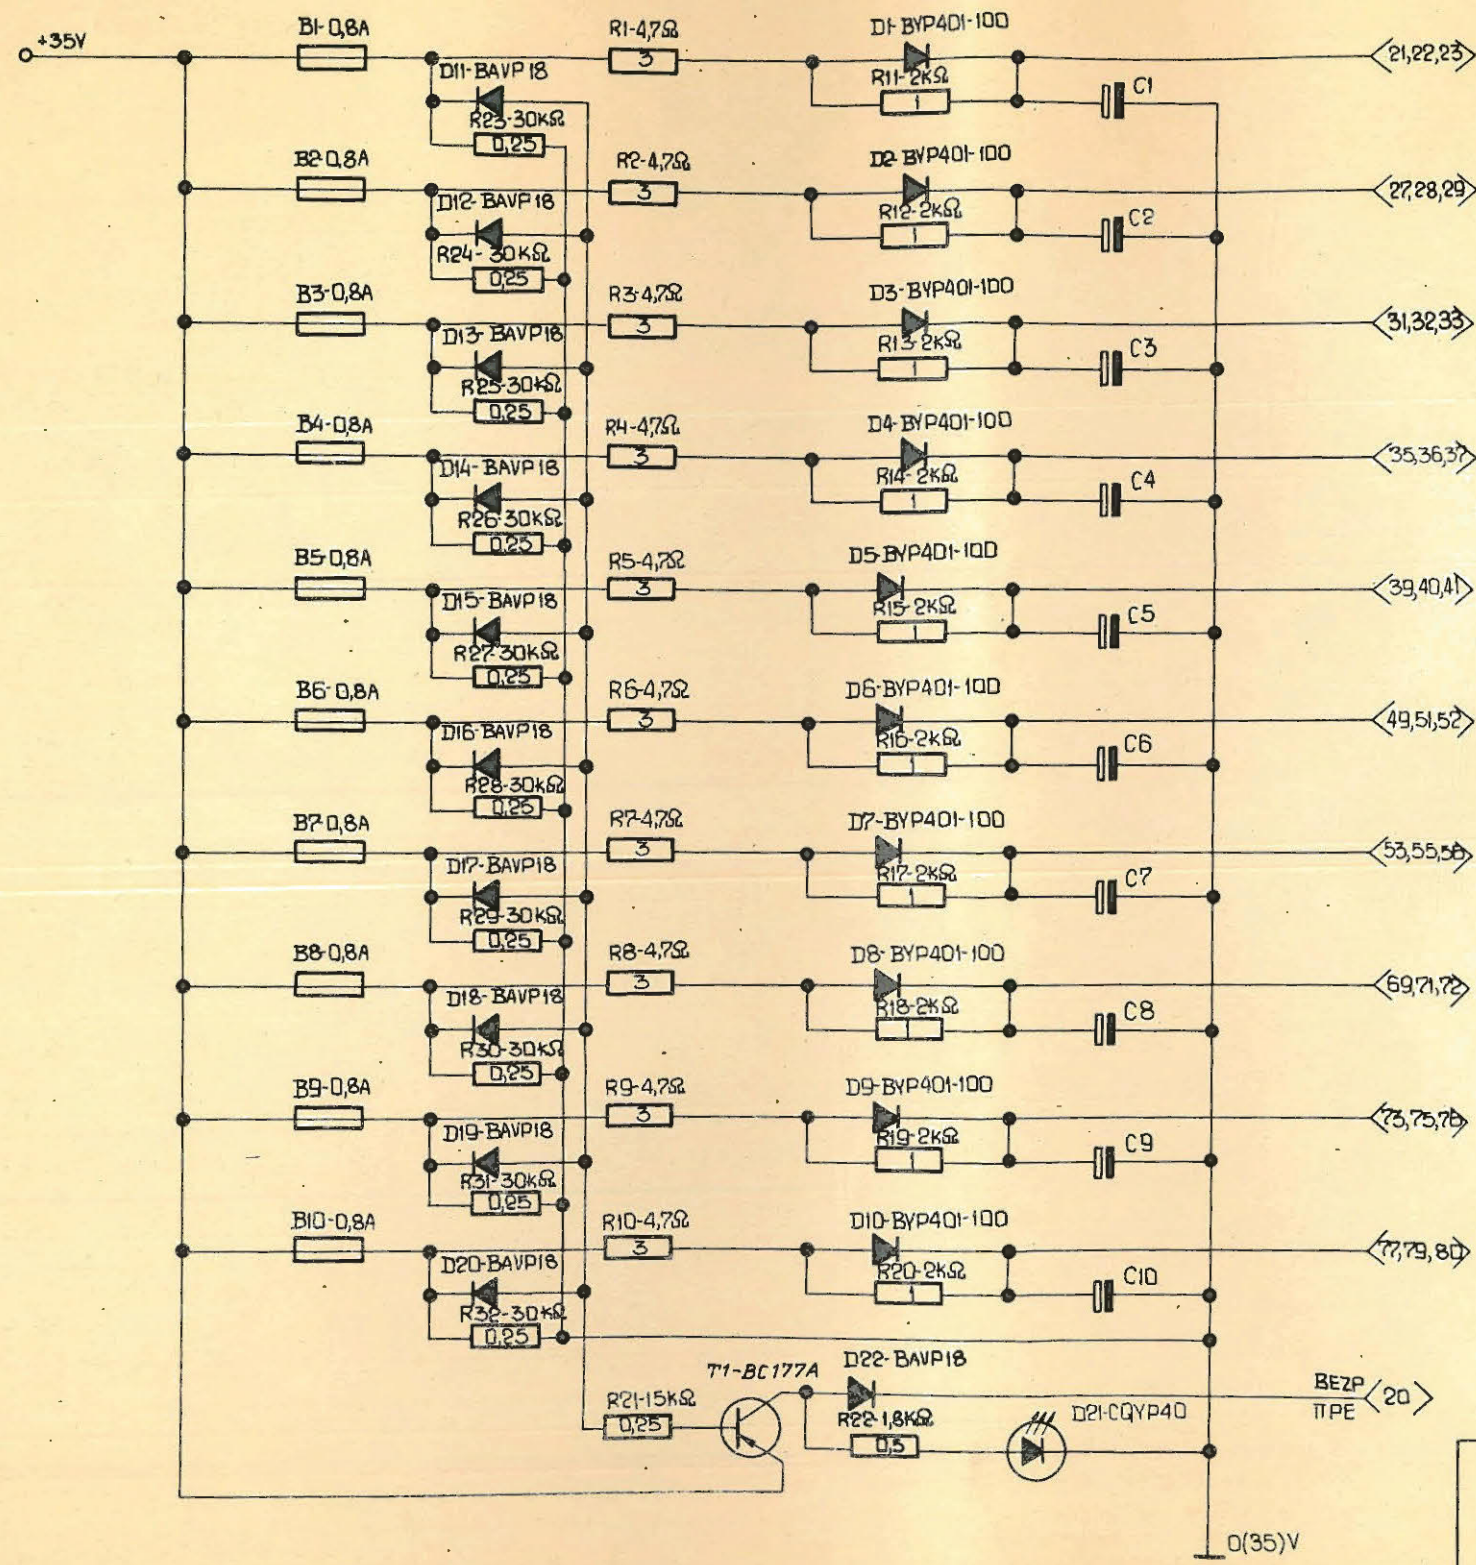 +35V
B1-0,8A
R1-4,7Ω
3
D1-BYP401-100
21,22,23
D11-BAVP18
R11-2kΩ
1
C1
R23-30kΩ
0,25
B2-0,8A
R2-4,7Ω
3
D2-BYP401-100
27,28,29
D12-BAVP18
R12-2kΩ
1
C2
R24-30kΩ
0,25
B3-0,8A
R3-4,7Ω
3
D3-BYP401-100
31,32,33
D13-BAVP18
R13-2kΩ
1
C3
R25-30kΩ
0,25
B4-0,8A
R4-4,7Ω
3
D4-BYP401-100
35,36,37
D14-BAVP18
R14-2kΩ
1
C4
R26-30kΩ
0,25
B5-0,8A
R5-4,7Ω
3
D5-BYP401-100
39,40,41
D15-BAVP18
R15-2kΩ
1
C5
R27-30kΩ
0,25
B6-0,8A
R6-4,7Ω
3
D6-BYP401-100
49,51,52
D16-BAVP18
R16-2kΩ
1
C6
R28-30kΩ
0,25
B7-0,8A
R7-4,7Ω
3
D7-BYP401-100
53,55,56
D17-BAVP18
R17-2kΩ
1
C7
R29-30kΩ
0,25
B8-0,8A
R8-4,7Ω
3
D8-BYP401-100
69,71,72
D18-BAVP18
R18-2kΩ
1
C8
R30-30kΩ
0,25
B9-0,8A
R9-4,7Ω
3
D9-BYP401-100
73,75,76
D19-BAVP18
R19-2kΩ
1
C9
R31-30kΩ
0,25
B10-0,8A
R10-4,7Ω
3
D10-BYP401-100
77,79,80
D20-BAVP18
R20-2kΩ
1
C10
R32-30kΩ
0,25
T1-BC177A
D22-BAVP18
BEZP
ПРЕ
20
R21-15kΩ
0,25
R22-1,8kΩ
0,5
D21-CQYP40
0(35)V